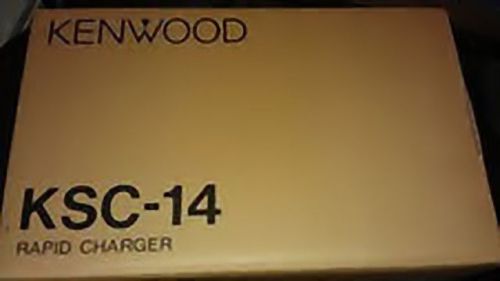 KENWOOD
KSC-14
RAPID CHARGER